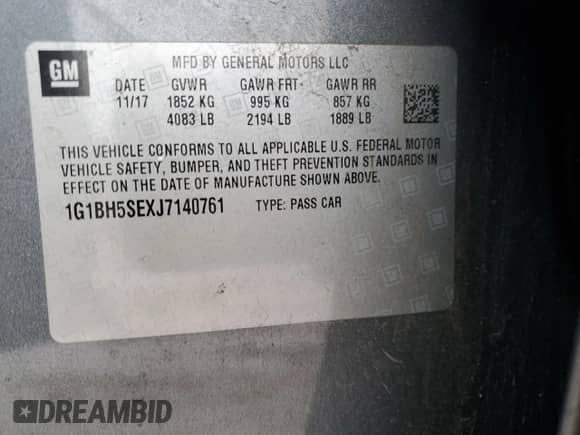 GM
MFD BY GENERAL MOTORS LLC
DATE GVWR GAWR FRT GAWR RR
11/17 1852 KG 995 KG 857 KG
4083 LB 2194 LB 1889 LB
THIS VEHICLE CONFORMS TO ALL APPLICABLE U.S. FEDERAL MOTOR
VEHICLE SAFETY, BUMPER, AND THEFT PREVENTION STANDARDS IN
EFFECT ON THE DATE OF MANUFACTURE SHOWN ABOVE.
1G1BH5SEXJ7140761 TYPE: PASS CAR
DREAMBID